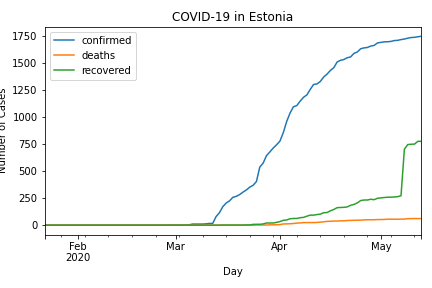 COVID-19 in Estonia
confirmed
deaths
recovered
1750
1500
1250
1000
750
500
250
0
Number of Cases
Feb
2020
Mar
Apr
May
Day